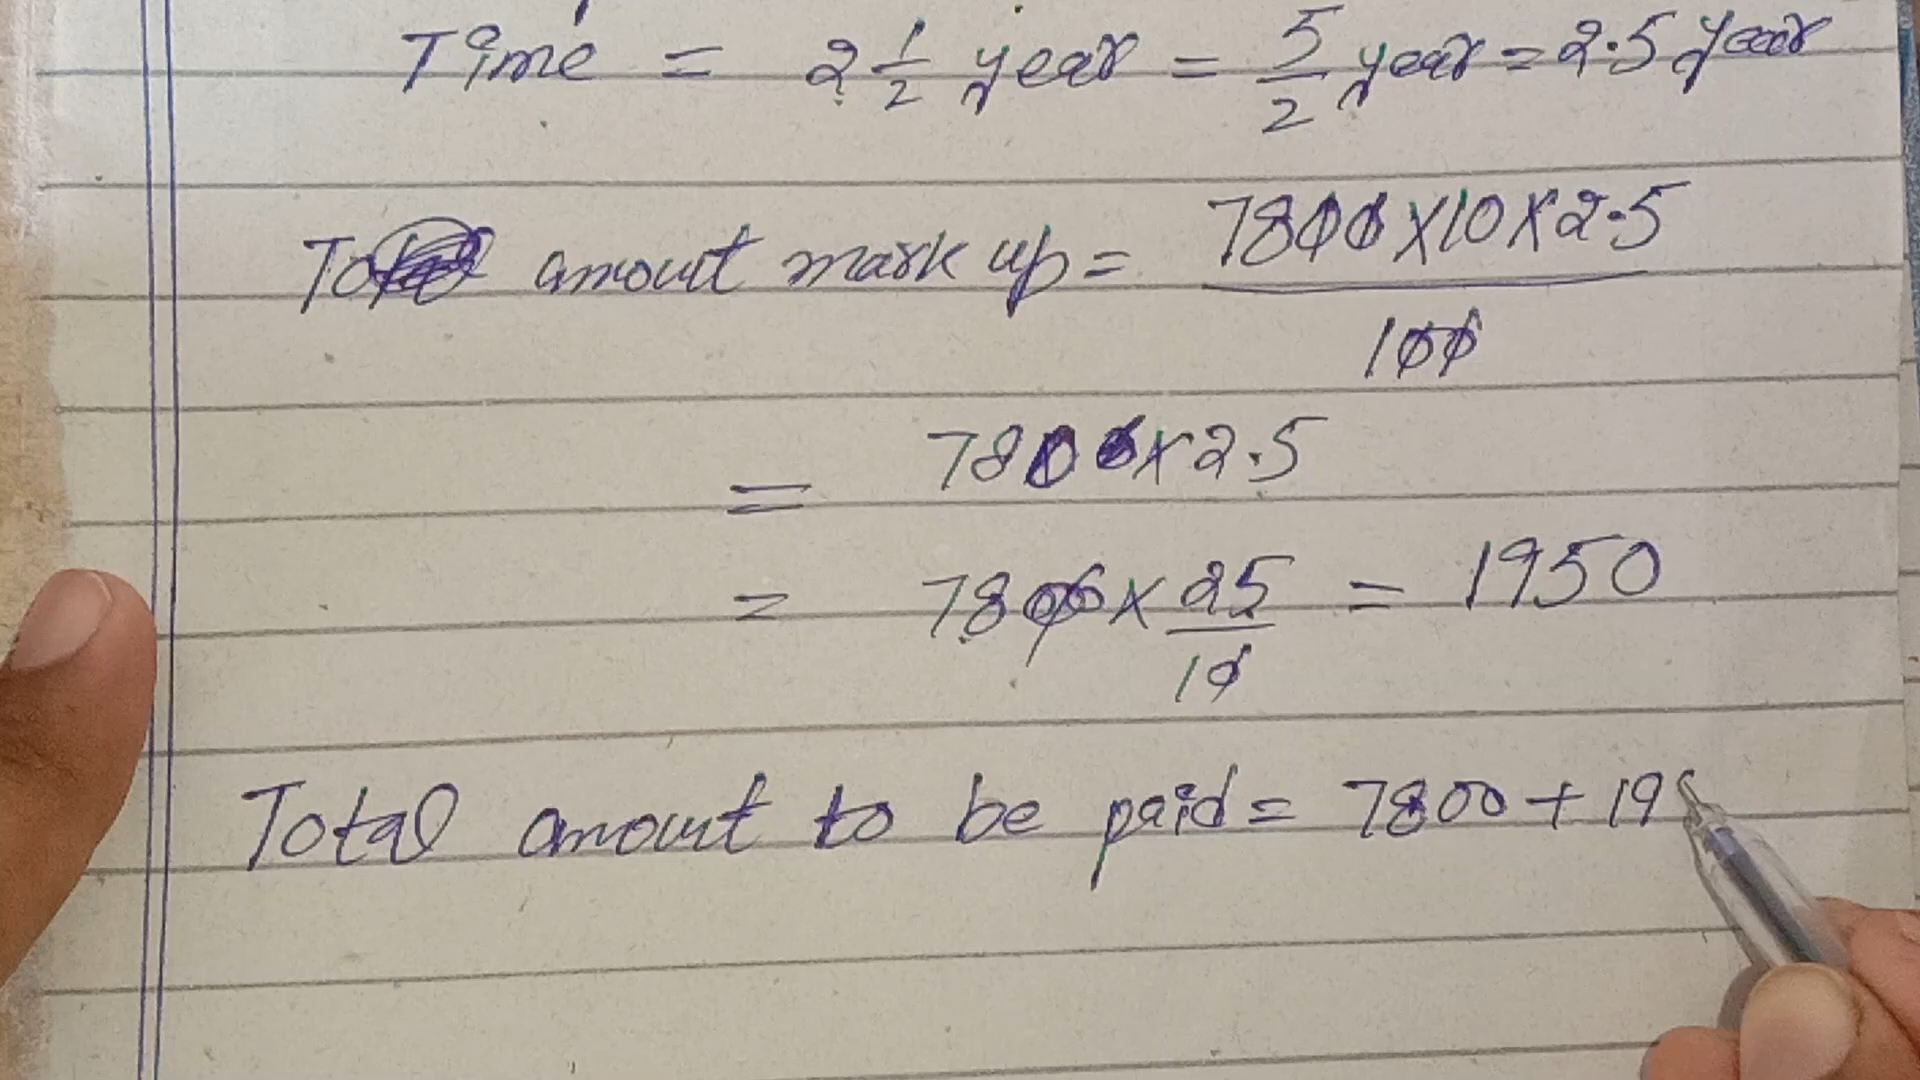 Time = 2 1/2 year = 5/2 year = 2.5 year
amount mark up = 7800 X 10 X 2.5 / 100
= 780 x 2.5
= 780 x 25/10 = 1950
Total amount to be paid = 7800 + 19